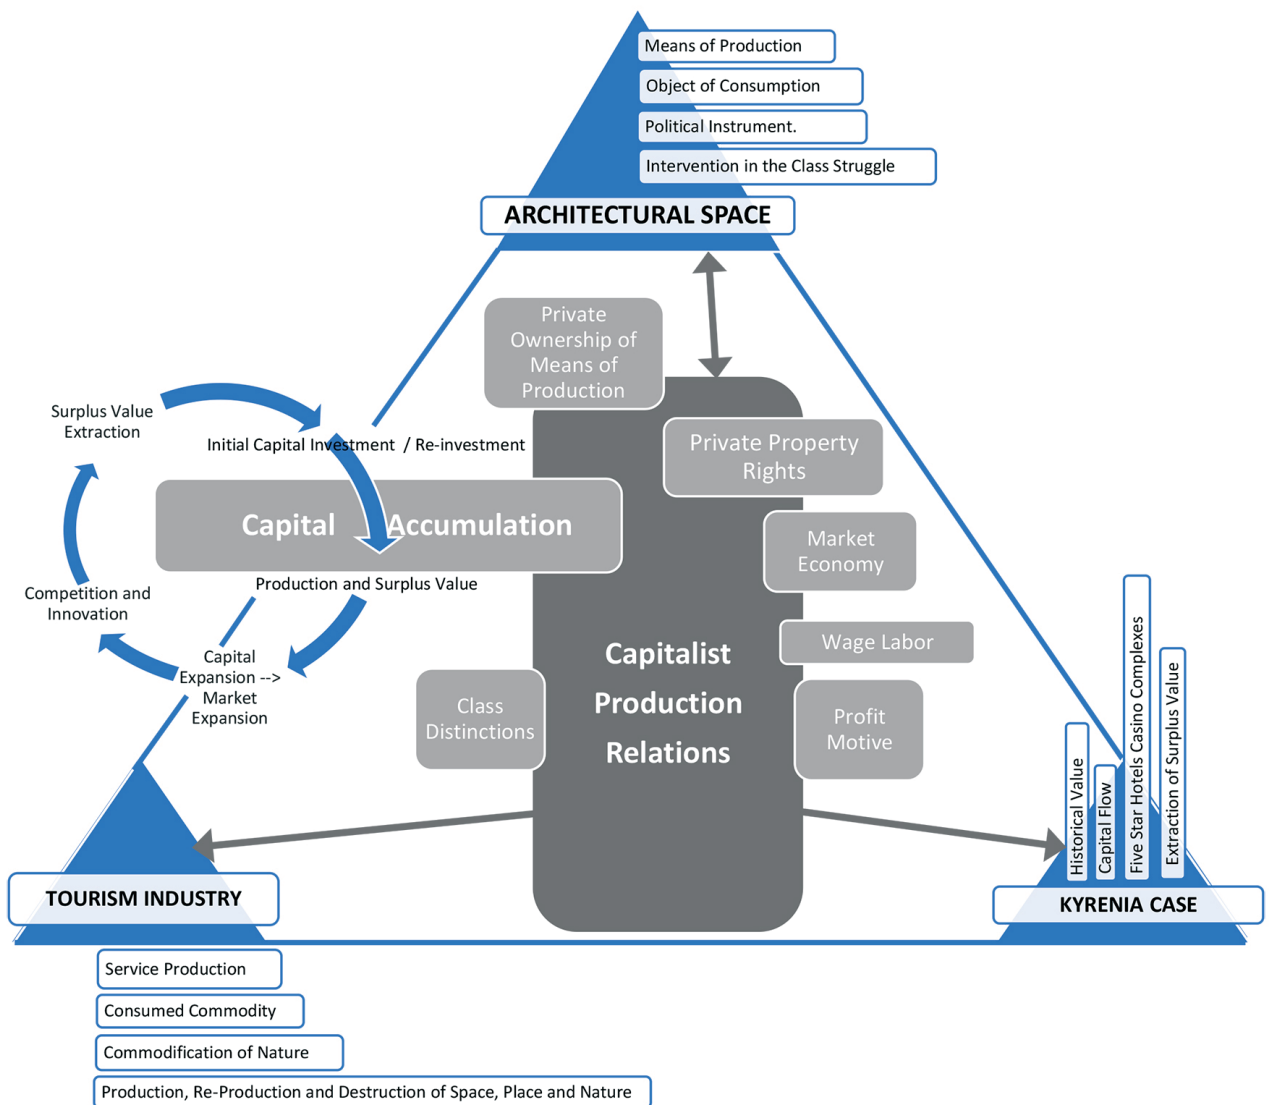 Means of Production
Object of Consumption
Political Instrument.
Intervention in the Class Struggle
ARCHITECTURAL SPACE
Private
Ownership of
Means of
Production
Private Property
Rights
Market
Economy
Wage Labor
Profit
Motive
Class
Distinctions
Capitalist
Production
Relations
Capital Accumulation
Surplus Value
Extraction
Initial Capital Investment / Re-investment
Production and Surplus Value
Capital
Expansion -->
Market
Expansion
Competition and
Innovation
TOURISM INDUSTRY
Service Production
Consumed Commodity
Commodification of Nature
Production, Re-Production and Destruction of Space, Place and Nature
Historical Value
Capital Flow
Five Star Hotels Casino Complexes
Extraction of Surplus Value
KYRENIA CASE